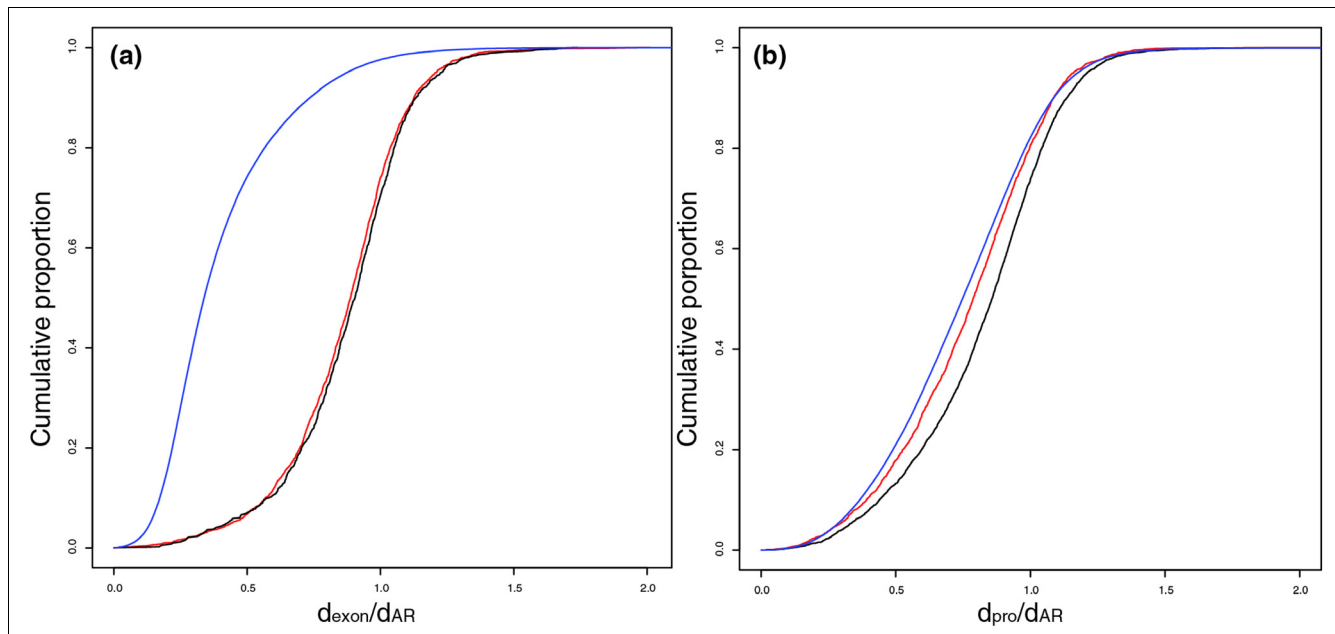 (a)
Cumulative proportion
0.0 0.2 0.4 0.6 0.8 1.0
0.0 0.5 1.0 1.5 2.0
dexon/dAR
(b)
Cumulative porportion
0.0 0.2 0.4 0.6 0.8 1.0
0.0 0.5 1.0 1.5 2.0
dpro/dAR